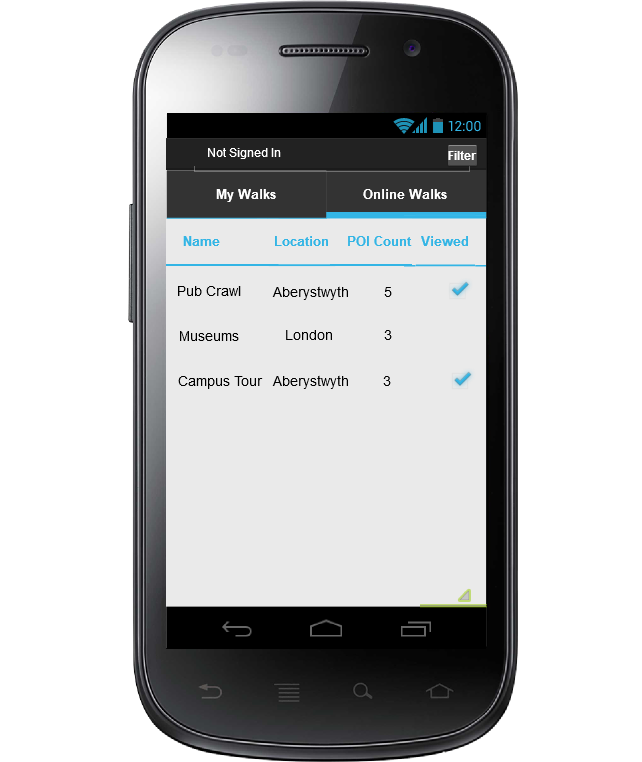 12:00
Not Signed In Filter
My Walks Online Walks
Name Location POI Count Viewed
Pub Crawl Aberystwyth 5
Museums London 3
Campus Tour Aberystwyth 3